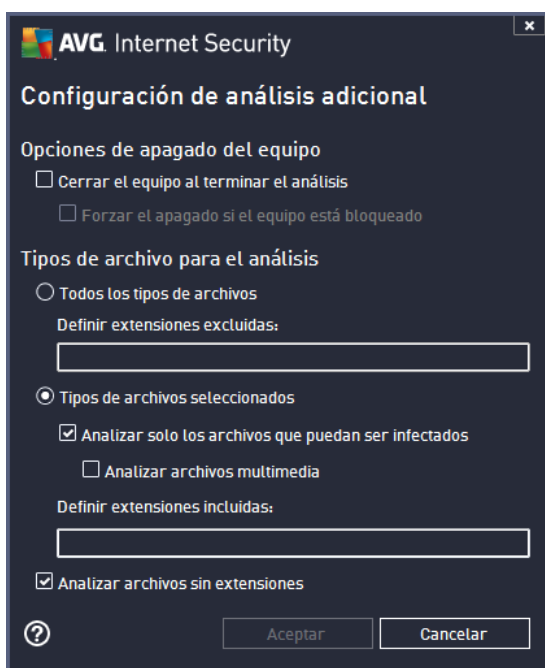 x
AVG. Internet Security
Configuración de análisis adicional
Opciones de apagado del equipo
Cerrar el equipo al terminar el análisis
Forzar el apagado si el equipo está bloqueado
Tipos de archivo para el análisis
Todos los tipos de archivos
Definir extensiones excluidas:
Tipos de archivos seleccionados
Analizar solo los archivos que puedan ser infectados
Analizar archivos multimedia
Definir extensiones incluidas:
Analizar archivos sin extensiones
? Aceptar Cancelar